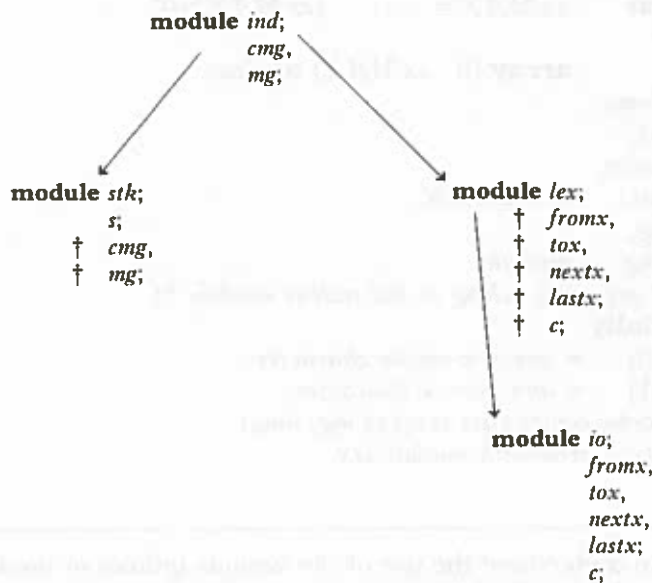 module ind;
cmg,
mg;
module stk;
s;
† cmg,
† mg;
module lex;
† fromx,
† tox,
† nextx,
† lastx;
† c;
module io;
fromx,
tox,
nextx,
lastx;
c;